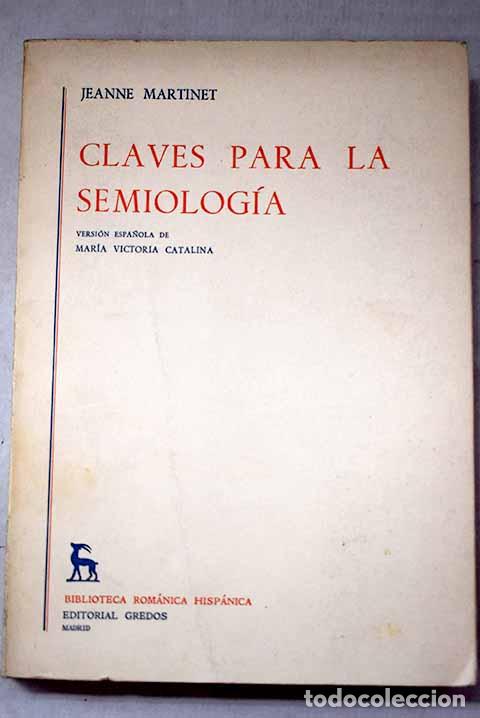 JEANNE MARTINET
CLAVES PARA LA
SEMIOLOGÍA
VERSIÓN ESPAÑOLA DE
MARÍA VICTORIA CATALINA
BIBLIOTECA ROMÁNICA HISPÁNICA
EDITORIAL GREDOS
MADRID
todocoleccion